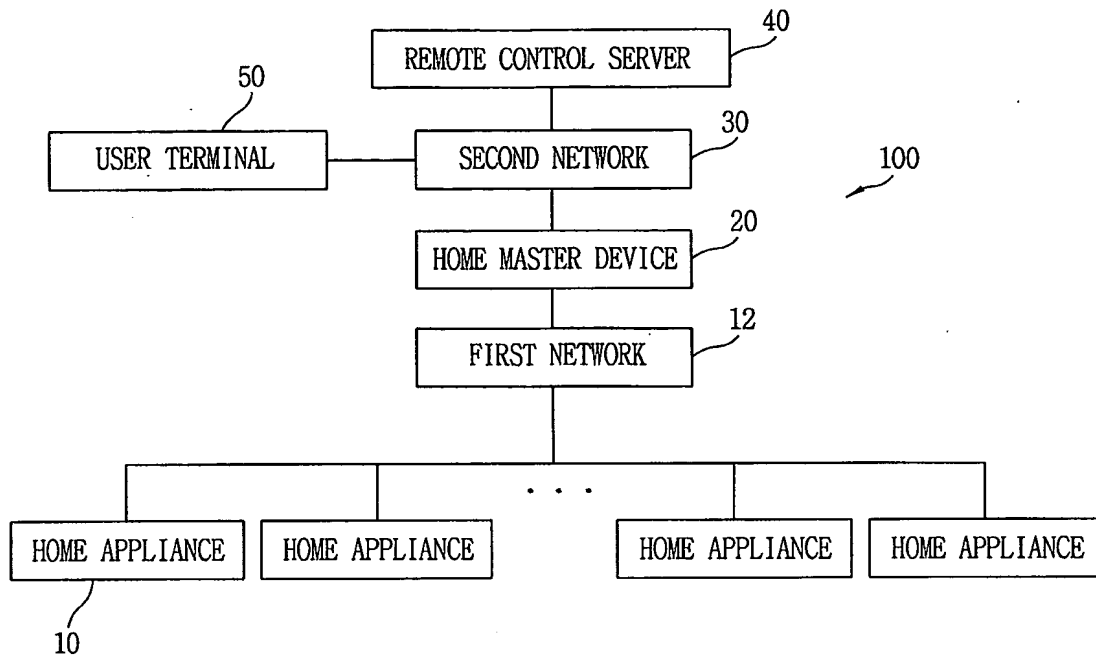 40
REMOTE CONTROL SERVER
50
30
USER TERMINAL
SECOND NETWORK
100
20
HOME MASTER DEVICE
12
FIRST NETWORK
. . .
HOME APPLIANCE
HOME APPLIANCE
HOME APPLIANCE
HOME APPLIANCE
10